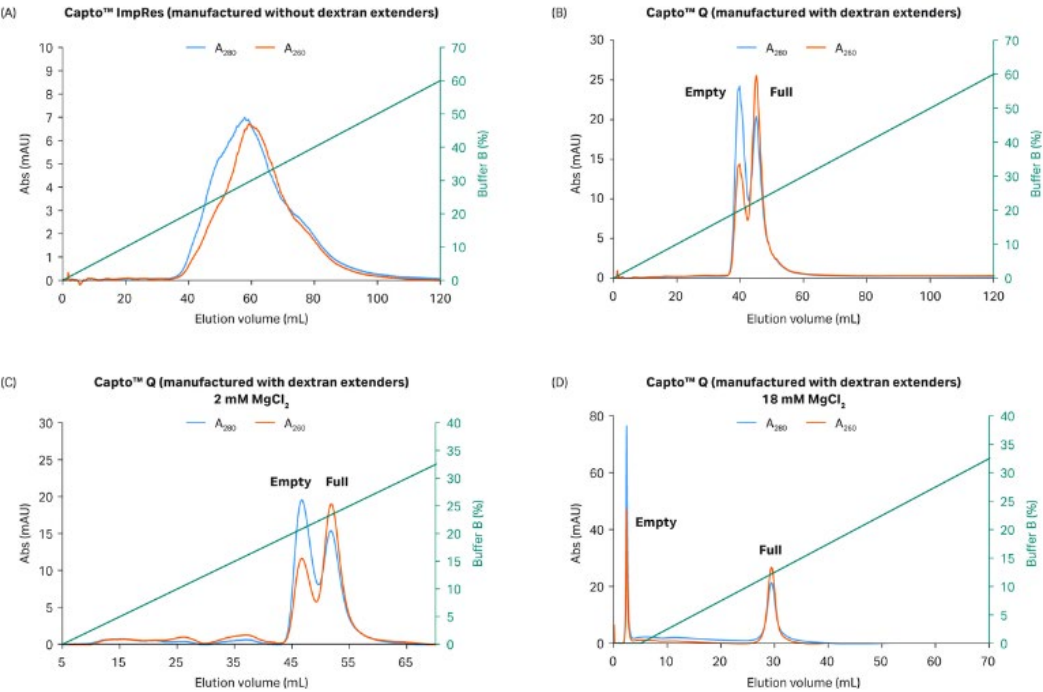 (A)
Capto™ ImpRes (manufactured without dextran extenders)
A₂₈₀ A₂₆₀
10
9
8
7
6
5
4
3
2
1
0
Abs (mAU)
70
60
50
40
30
20
10
0
Buffer B (%)
0 20 40 60 80 100 120
Elution volume (mL)
(B)
Capto™ Q (manufactured with dextran extenders)
A₂₈₀ A₂₆₀
Empty Full
30
25
20
15
10
5
0
Abs (mAU)
70
60
50
40
30
20
10
0
Buffer B (%)
0 20 40 60 80 100 120
Elution volume (mL)
(C)
Capto™ Q (manufactured with dextran extenders)
2 mM MgCl₂
A₂₈₀ A₂₆₀
Empty Full
30
25
20
15
10
5
0
Abs (mAU)
40
35
30
25
20
15
10
5
0
Buffer B (%)
5 15 25 35 45 55 65
Elution volume (mL)
(D)
Capto™ Q (manufactured with dextran extenders)
18 mM MgCl₂
A₂₈₀ A₂₆₀
Empty
Full
80
60
40
20
0
Abs (mAU)
40
35
30
25
20
15
10
5
0
Buffer B (%)
0 10 20 30 40 50 60 70
Elution volume (mL)